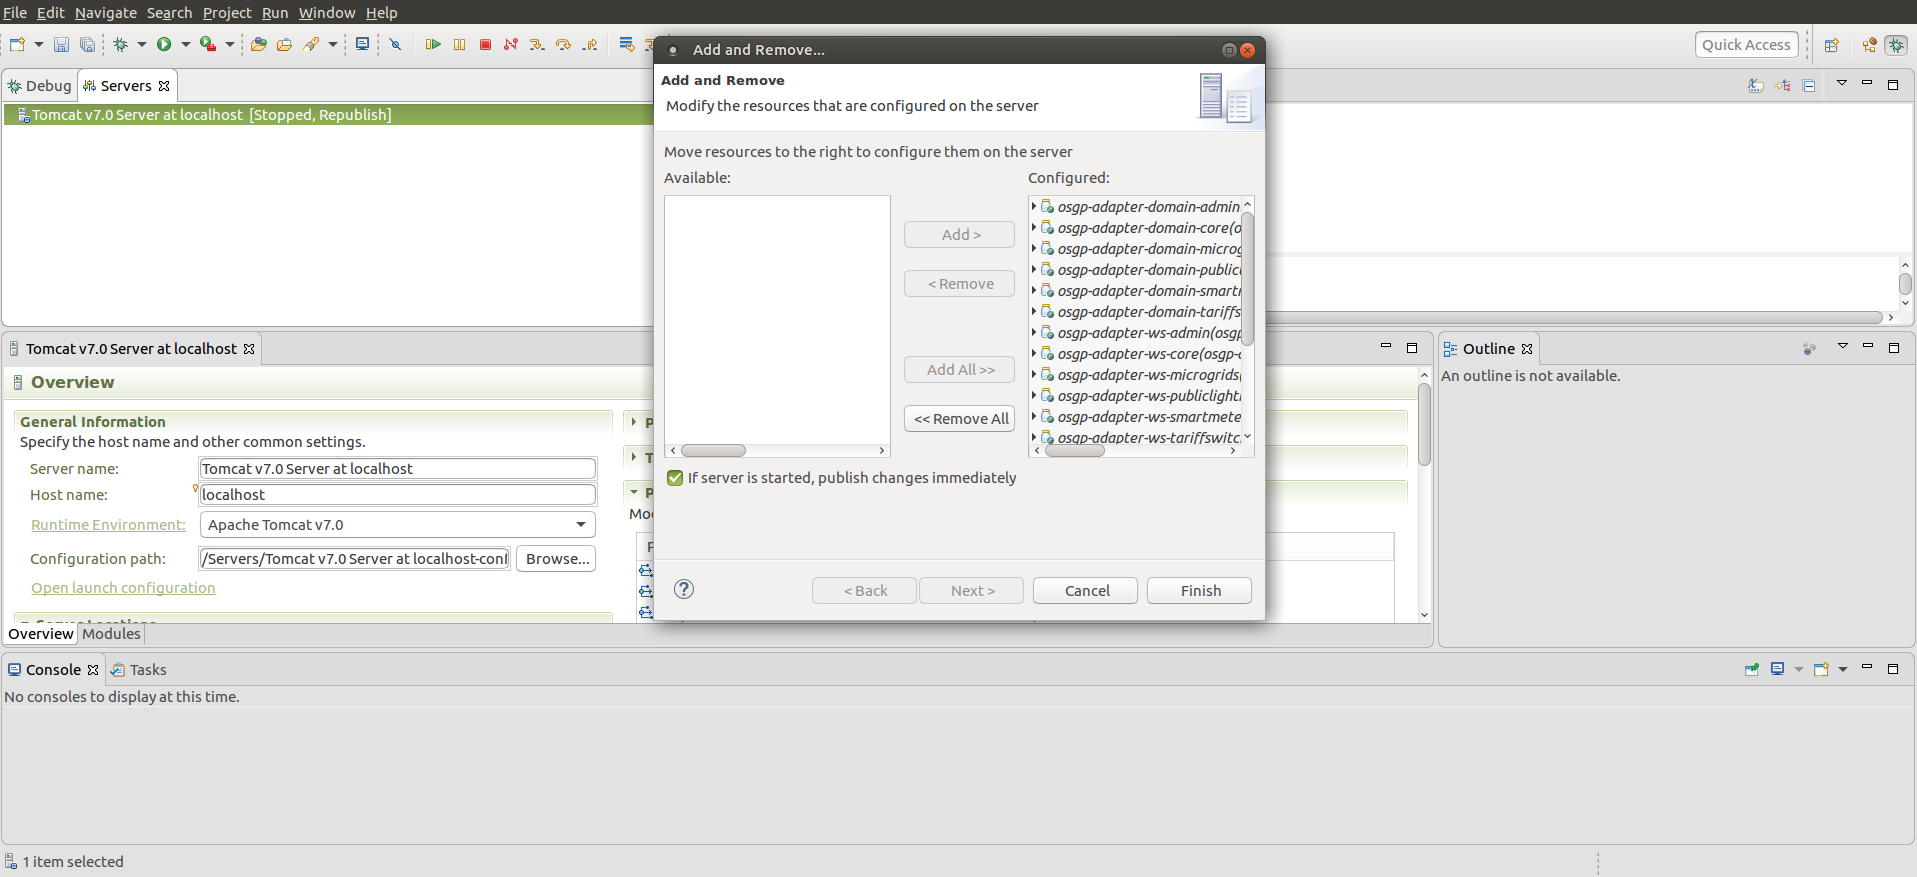 File Edit Navigate Search Project Run Window Help
Quick Access
Add and Remove...
Add and Remove
Modify the resources that are configured on the server
Debug Servers
Tomcat v7.0 Server at localhost [Stopped, Republish]
Move resources to the right to configure them on the server
Available:
Configured:
osgp-adapter-domain-admin
osgp-adapter-domain-core(o
osgp-adapter-domain-microg
osgp-adapter-domain-public
osgp-adapter-domain-smart
osgp-adapter-domain-tariffs
osgp-adapter-ws-admin(osgp
osgp-adapter-ws-core(osgp-
osgp-adapter-ws-microgrids(
osgp-adapter-ws-publiclight
osgp-adapter-ws-smartmete
osgp-adapter-ws-tariffswitc
Add >
< Remove
Add All >>
<< Remove All
If server is started, publish changes immediately
< Back Next > Cancel Finish
Tomcat v7.0 Server at localhost
Overview
General Information
Specify the host name and other common settings.
Server name: Tomcat v7.0 Server at localhost
Host name: localhost
Runtime Environment: Apache Tomcat v7.0
Configuration path: /Servers/Tomcat v7.0 Server at localhost-conf Browse...
Open launch configuration
Overview Modules
Outline
An outline is not available.
Console Tasks
No consoles to display at this time.
1 item selected